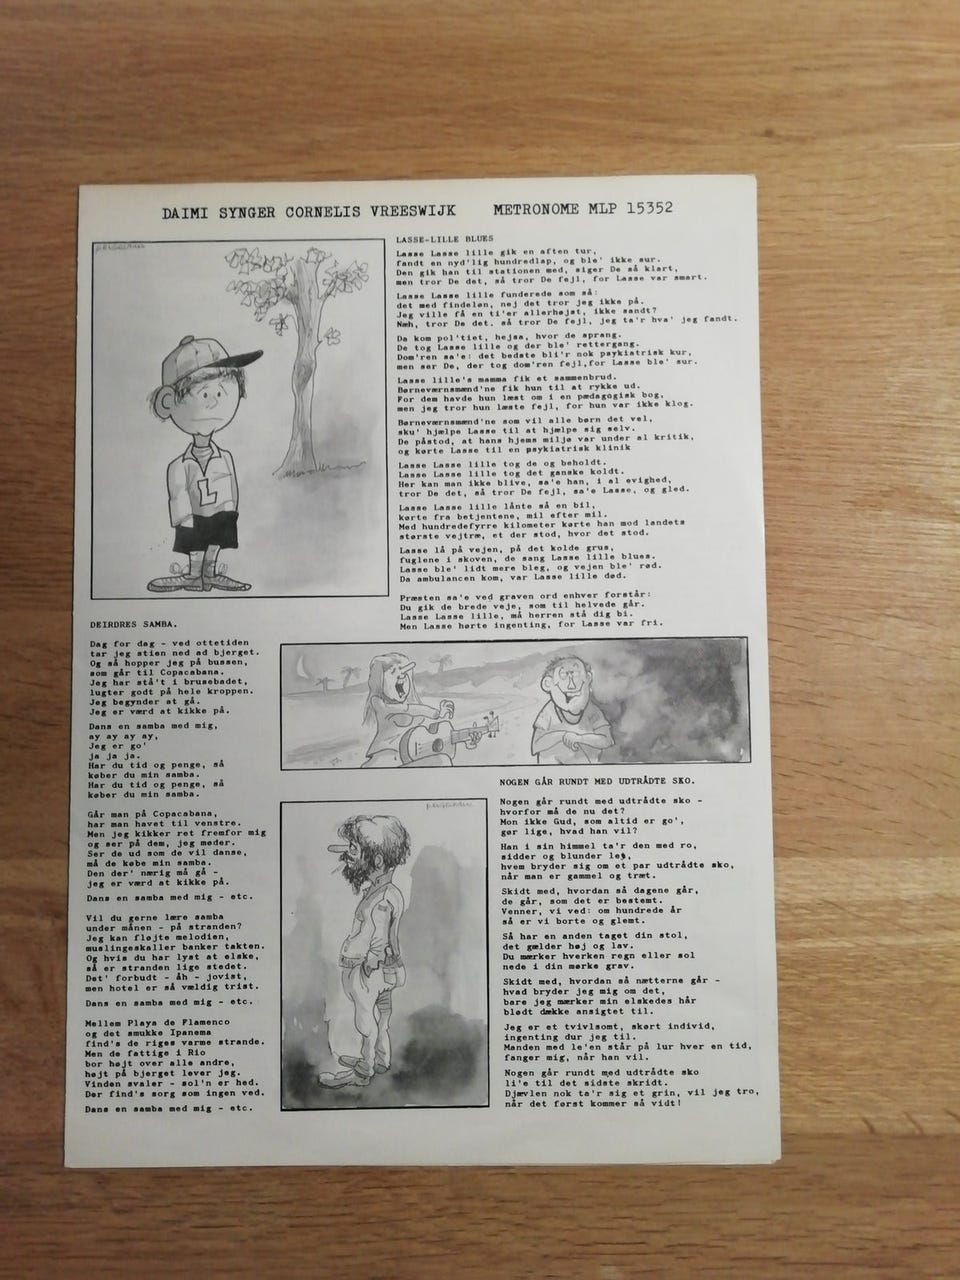 DAIMI SYNGER CORNELIS VREESWIJK METRONOME MLP 15352
LASSE-LILLE BLUES
Lasse Lasse lille gik en aften tur,
fandt en nyd'lig hundredlap, og ble' ikke sur.
Den gik han til stationen med, siger De så klart,
men tror De det, så tror De fejl, for Lasse var smart.
Lasse Lasse lille funderede som så:
det med findeløn, nej det tror jeg ikke på.
Jeg ville få en ti'er allerhøjst, ikke sandt?
Næh, tror De det. så tror De fejl, jeg ta'r hva' jeg fandt.
Da kom pol'tiet, hejsa, hvor de sprang.
De tog Lasse lille og der ble' rettergang.
Dom'ren sa'e: det bedste bli'r nok psykiatrisk kur,
men ser De, der tog dom'ren fejl,for Lasse ble' sur.
Lasse lille's mamma fik et sammenbrud.
Børneværnsmænd'ne fik hun til at rykke ud.
For dem havde hun læst om i en pædagogisk bog,
men jeg tror hun læste fejl, for hun var ikke klog.
Børneværnsmænd'ne som vil alle børn det vel,
sku' hjælpe Lasse til at hjælpe sig selv.
De påstod, at hans hjems miljø var under al kritik,
og kørte Lasse til en psykiatrisk klinik
Lasse Lasse lille tog de og beholdt.
Lasse Lasse lille tog det ganske koldt.
Her kan man ikke blive, sa'e han, i al evighed,
tror De det, så tror De fejl, sa'e Lasse, og gled.
Lasse Lasse lille lånte så en bil,
kørte fra betjentene, mil efter mil.
Med hundredefyrre kilometer kørte han mod landets
største vejtræ, et der stod, hvor det stod.
Lasse lå på vejen, på det kolde grus,
fuglene i skoven, de sang Lasse lille blues.
Lasse ble' lidt mere bleg, og vejen ble' rød.
Da ambulancen kom, var Lasse lille død.
Præsten sa'e ved graven ord enhver forstår:
Du gik de brede veje, som til helvede går.
Lasse Lasse lille, må herren stå dig bi.
Men Lasse hørte ingenting, for Lasse var fri.
L
DEIRDRES SAMBA.
Dag for dag - ved ottetiden
tar jeg stien ned ad bjerget.
Og så hopper jeg på bussen,
som går til Copacabana.
Jeg har stå't i brusebadet,
lugter godt på hele kroppen.
Jeg begynder at gå.
Jeg er værd at kikke på.
Dans en samba med mig,
ay ay ay ay,
Jeg er go'
ja ja ja.
Har du tid og penge, så
køber du min samba.
Har du tid og penge, så
køber du min samba.
Går man på Copacabana,
har man havet til venstre.
Men jeg kikker ret fremfor mig
og ser på dem, jeg møder.
Ser de ud som de vil danse,
må de købe min samba.
Den der' nærig må gå -
jeg er værd at kikke på.
Dans en samba med mig - etc.
Vil du gerne lære samba
under månen - på stranden?
Jeg kan fløjte melodien,
muslingeskaller banker takten.
Og hvis du har lyst at elske,
så er stranden lige stedet.
Det' forbudt - åh - jovist,
men hotel er så vældig trist.
Dans en samba med mig - etc.
Mellem Playa de Flamenco
og det smukke Ipanema
find's de riges varme strande.
Men de fattige i Rio
bor højt over alle andre,
højt på bjerget lever jeg.
Vinden svaler - sol'n er hed.
Der find's sorg som ingen ved.
Dans en samba med mig - etc.
NOGEN GÅR RUNDT MED UDTRÅDTE SKO.
Nogen går rundt med udtrådte sko -
hvorfor må de nu det?
Mon ikke Gud, som altid er go',
gør lige, hvad han vil?
Han i sin himmel ta'r den med ro,
sidder og blunder let,
hvem bryder sig om et par udtrådte sko,
når man er gammel og træt.
Skidt med, hvordan så dagene går,
de går, som det er bestemt.
Venner, vi ved: om hundrede år
så er vi borte og glemt.
Så har en anden taget din stol,
det gælder høj og lav.
Du mærker hverken regn eller sol
nede i din mørke grav.
Skidt med, hvordan så nætterne går -
hvad bryder jeg mig om det,
bare jeg mærker min elskedes hår
blødt dække ansigtet til.
Jeg er et tvivlsomt, skørt individ,
ingenting dur jeg til.
Manden med le'en står på lur hver en tid,
fanger mig, når han vil.
Nogen går rundt med udtrådte sko
li'e til det sidste skridt.
Djævlen nok ta'r sig et grin, vil jeg tro,
når det først kommer så vidt!